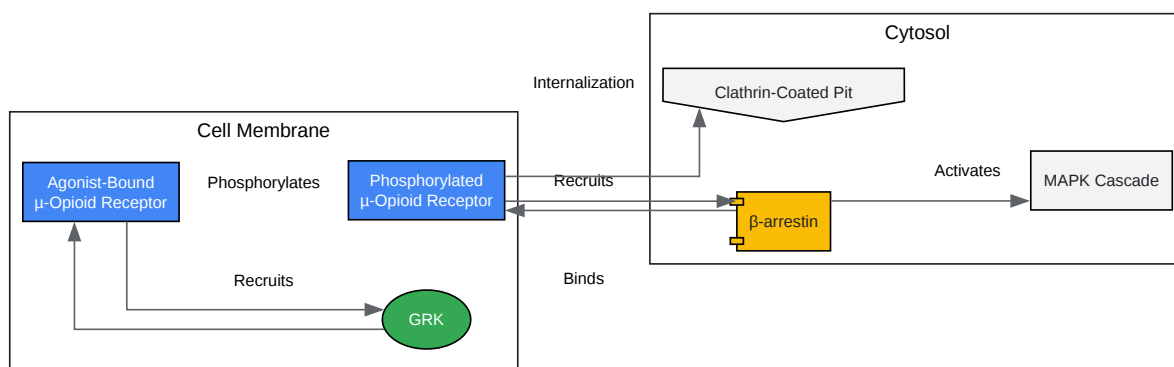 Cytosol
Internalization
Clathrin-Coated Pit
Cell Membrane
Agonist-Bound
µ-Opioid Receptor
Phosphorylates
Phosphorylated
µ-Opioid Receptor
Recruits
Activates
MAPK Cascade
β-arrestin
Recruits
Binds
GRK